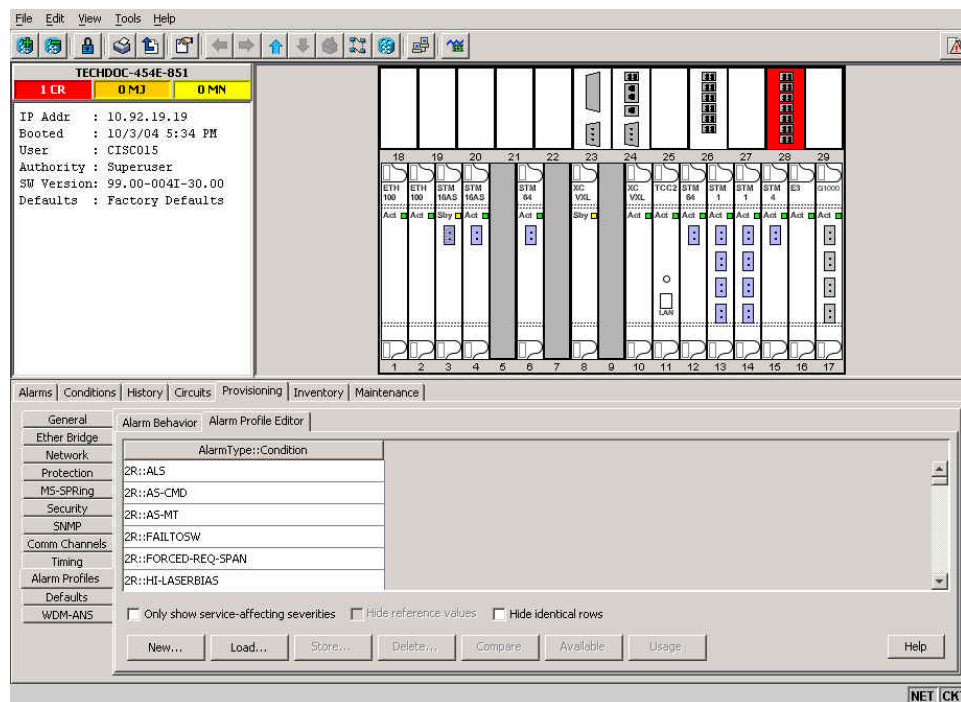 File Edit View Tools Help
TECHDOC-454E-851
1 CR 0 MJ 0 MN
IP Addr : 10.92.19.19
Booted : 10/3/04 5:34 PM
User : CISC015
Authority : Superuser
SW Version: 99.00-004I-30.00
Defaults : Factory Defaults
18 19 20 21 22 23 24 25 26 27 28 29
ETH 100 ETH 100 STM 16AS STM 16AS STM 64 XC VXL XC VXL TCC2 STM 64 STM 1 STM 1 STM 4 E3 G1000
Act Act Sby Act Act Sby Act Act Act Act Act Act Act Act
LAN
1 2 3 4 5 6 7 8 9 10 11 12 13 14 15 16 17
Alarms Conditions History Circuits Provisioning Inventory Maintenance
General
Ether Bridge
Network
Protection
MS-SPRing
Security
SNMP
Comm Channels
Timing
Alarm Profiles
Defaults
WDM-ANS
Alarm Behavior Alarm Profile Editor
AlarmType::Condition
2R::ALS
2R::AS-CMD
2R::AS-MT
2R::FAILTOSW
2R::FORCED-REQ-SPAN
2R::HI-LASERBIAS
Only show service-affecting severities Hide reference values Hide identical rows
New... Load... Store... Delete... Compare Available Usage Help
NET CK